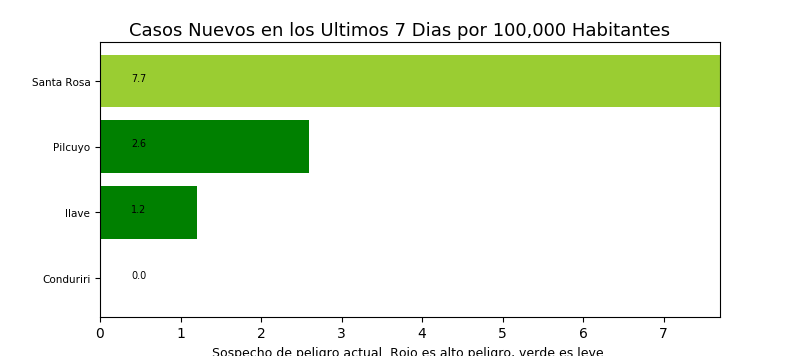 Casos Nuevos en los Ultimos 7 Dias por 100,000 Habitantes
Santa Rosa
7.7
Pilcuyo
2.6
Ilave
1.2
Conduriri
0.0
0 1 2 3 4 5 6 7
Sospecho de peligro actual. Rojo es alto peligro, verde es leve